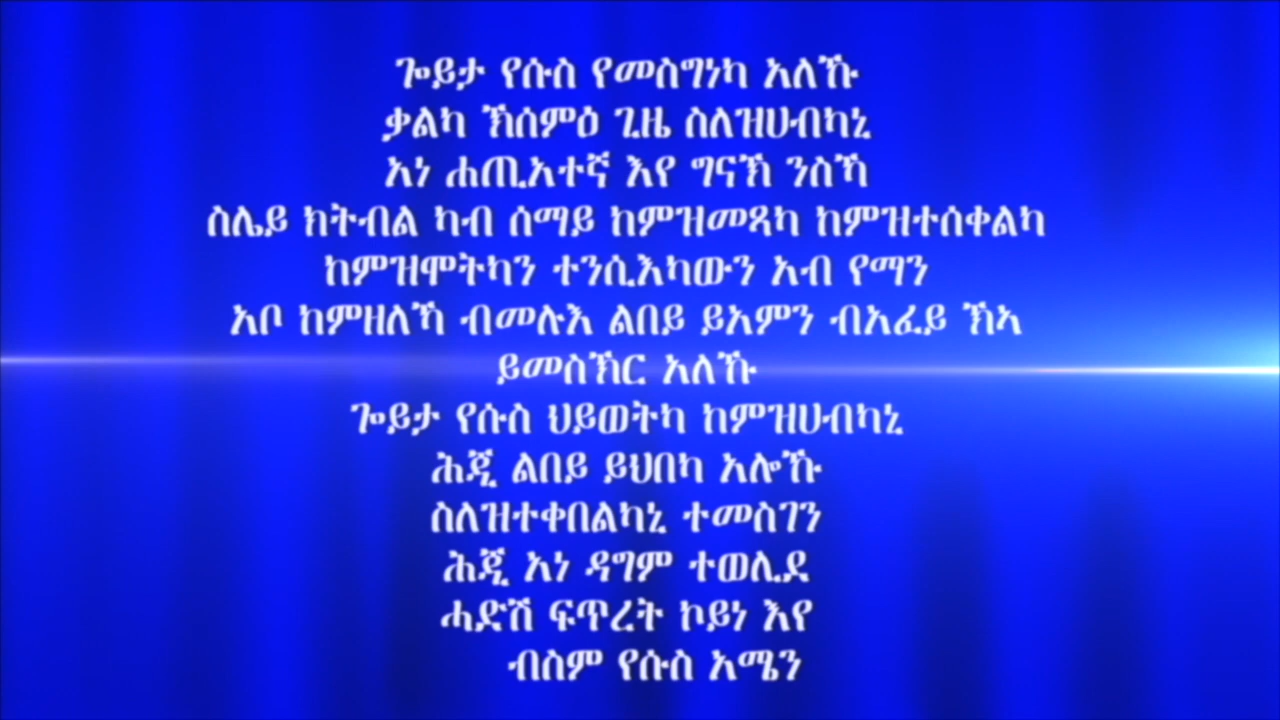 ጐይታ የሱስ የመስግነካ አለኹ
ቃልካ ኽሰምዕ ጊዜ ስለዝሀብካኒ
አነ ሐጢአተኛ እየ ግናኽ ንስኻ
ስሌይ ክትብል ካብ ሰማይ ከምዝመጻካ ከምዝተሰቀልካ
ከምዝሞትካን ተንሲእካውን አብ የማን
አቦ ከምዘለኻ ብመሉእ ልበይ ይአምን ብአፈይ ኽኣ
ይመስኽር አለኹ
ጐይታ የሱስ ህይወትካ ከምዝሀብካኒ
ሕጂ ልበይ ይህበካ አሎኹ
ስለዝተቀበልካኒ ተመስገን
ሕጂ አነ ዳግም ተወሊደ
ሓድሽ ፍጥረት ኮይነ እየ
ብስም የሱስ አሜን